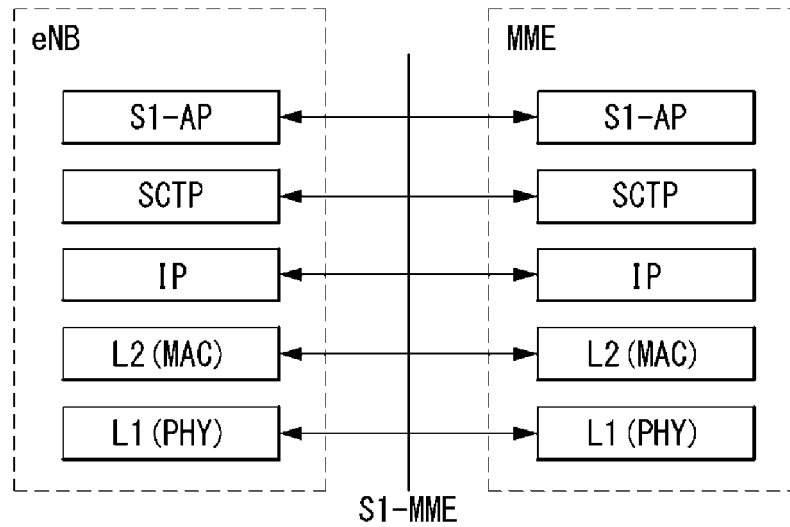 eNB MME
S1-AP S1-AP
SCTP SCTP
IP IP
L2(MAC) L2(MAC)
L1(PHY) L1(PHY)
S1-MME